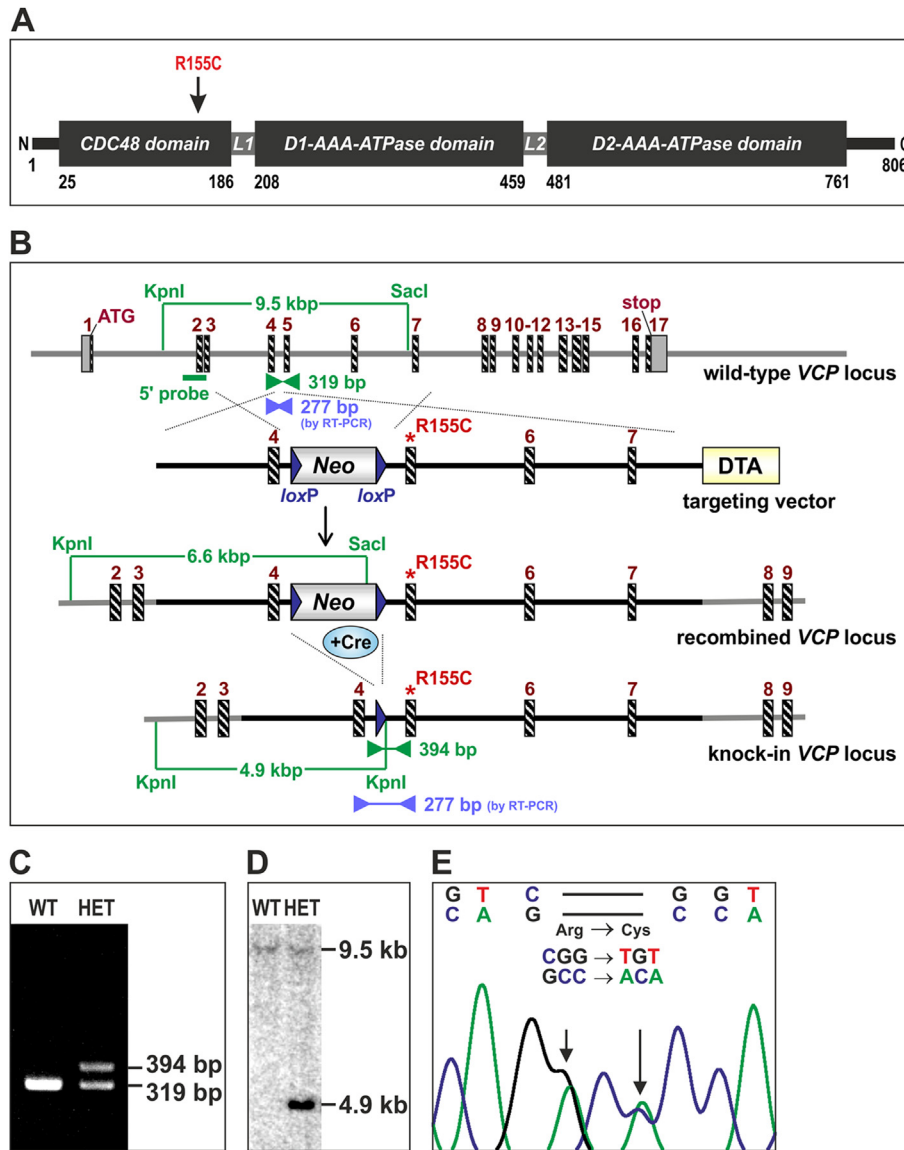 A
R155C
N CDC48 domain L1 D1-AAA-ATPase domain L2 D2-AAA-ATPase domain C
1 25 186 208 459 481 761 806
B
KpnI 9.5 kbp SacI
ATG stop
1 2 3 4 5 6 7 8 9 10-12 13-15 16 17
wild-type VCP locus
5' probe
319 bp
277 bp
(by RT-PCR)
4 Neo *R155C 6 7 DTA
loxP loxP
targeting vector
KpnI 6.6 kbp SacI
2 3 4 Neo *R155C 6 7 8 9
+Cre
recombined VCP locus
2 3 4 *R155C 6 7 8 9
394 bp
knock-in VCP locus
KpnI 4.9 kbp KpnI
277 bp (by RT-PCR)
C
WT HET
394 bp
319 bp
D
WT HET
9.5 kb
4.9 kb
E
G T C G G T
C A G C C A
Arg → Cys
CGG → TGT
GCC → ACA